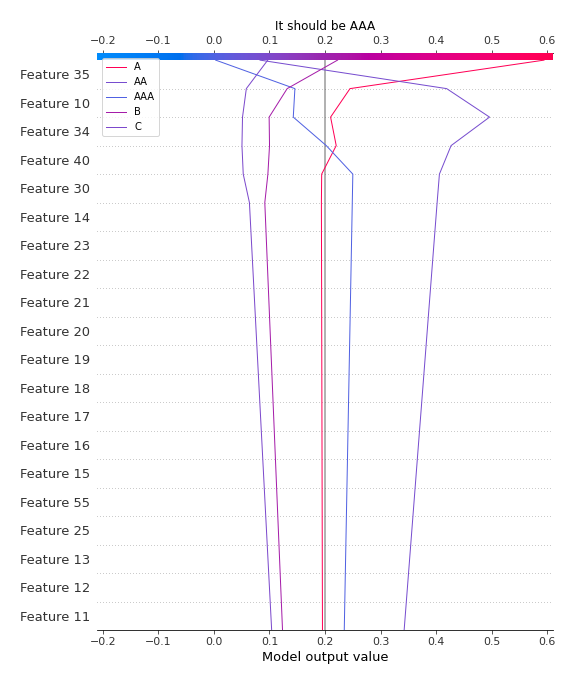 It should be AAA
−0.2 −0.1 0.0 0.1 0.2 0.3 0.4 0.5 0.6
A
AA
AAA
B
C
Feature 35
Feature 10
Feature 34
Feature 40
Feature 30
Feature 14
Feature 23
Feature 22
Feature 21
Feature 20
Feature 19
Feature 18
Feature 17
Feature 16
Feature 15
Feature 55
Feature 25
Feature 13
Feature 12
Feature 11
−0.2 −0.1 0.0 0.1 0.2 0.3 0.4 0.5 0.6
Model output value